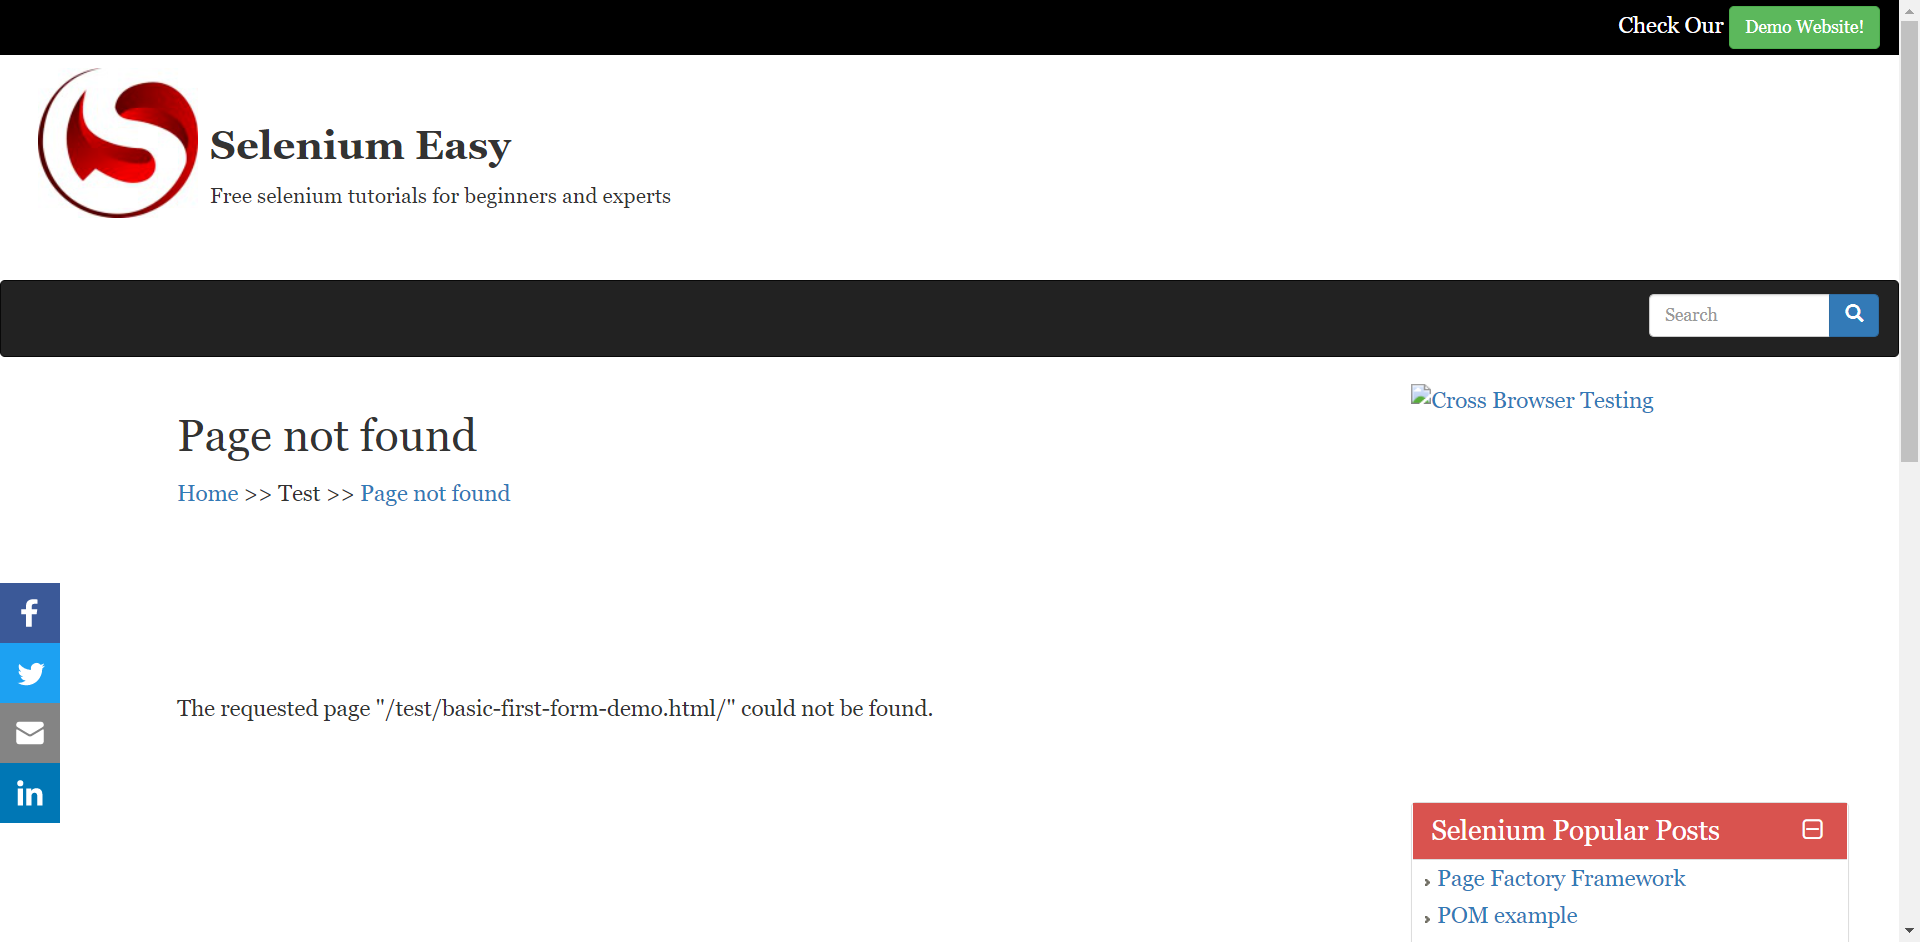 Check Our Demo Website!
Selenium Easy
Free selenium tutorials for beginners and experts
Search
Cross Browser Testing
Page not found
Home >> Test >> Page not found
The requested page "/test/basic-first-form-demo.html/" could not be found.
Selenium Popular Posts
Page Factory Framework
POM example